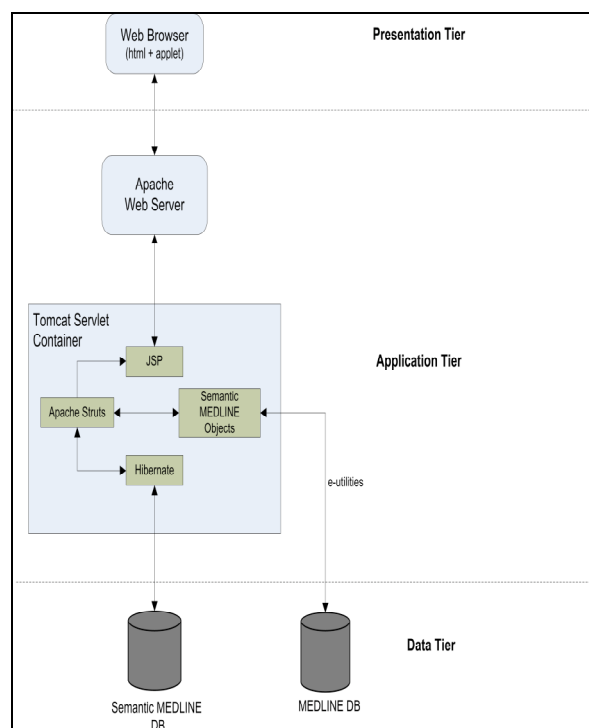 Web Browser
(html + applet)
Presentation Tier
Apache
Web Server
Tomcat Servlet
Container
JSP
Application Tier
Apache Struts
Semantic
MEDLINE
Objects
Hibernate
e-utilities
Data Tier
Semantic MEDLINE
DB
MEDLINE DB